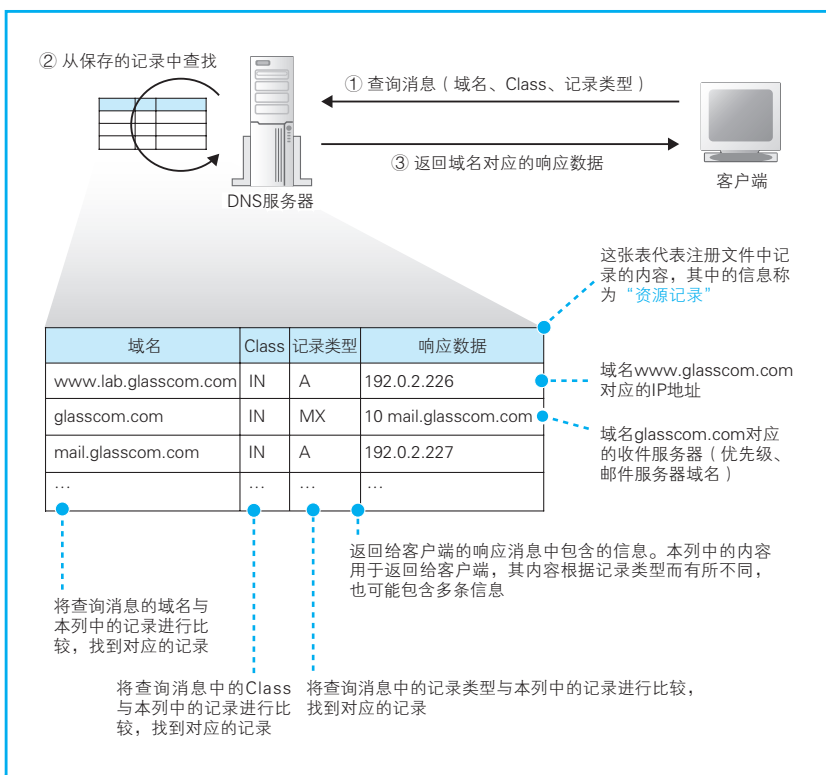 ② 从保存的记录中查找
① 查询消息（域名、Class、记录类型）
③ 返回域名对应的响应数据
DNS服务器
客户端
这张表代表注册文件中记
录的内容，其中的信息称
为“资源记录”
域名 Class 记录类型 响应数据
www.lab.glasscom.com IN A 192.0.2.226
glasscom.com IN MX 10 mail.glasscom.com
mail.glasscom.com IN A 192.0.2.227
… … … …
域名www.glasscom.com
对应的IP地址
域名glasscom.com对应
的收件服务器（优先级、
邮件服务器域名）
返回给客户端的响应消息中包含的信息。本列中的内容
用于返回给客户端，其内容根据记录类型而有所不同，
也可能包含多条信息
将查询消息的域名与
本列中的记录进行比
较，找到对应的记录
将查询消息中的Class
与本列中的记录进行比
较，找到对应的记录
将查询消息中的记录类型与本列中的记录进行比较，
找到对应的记录